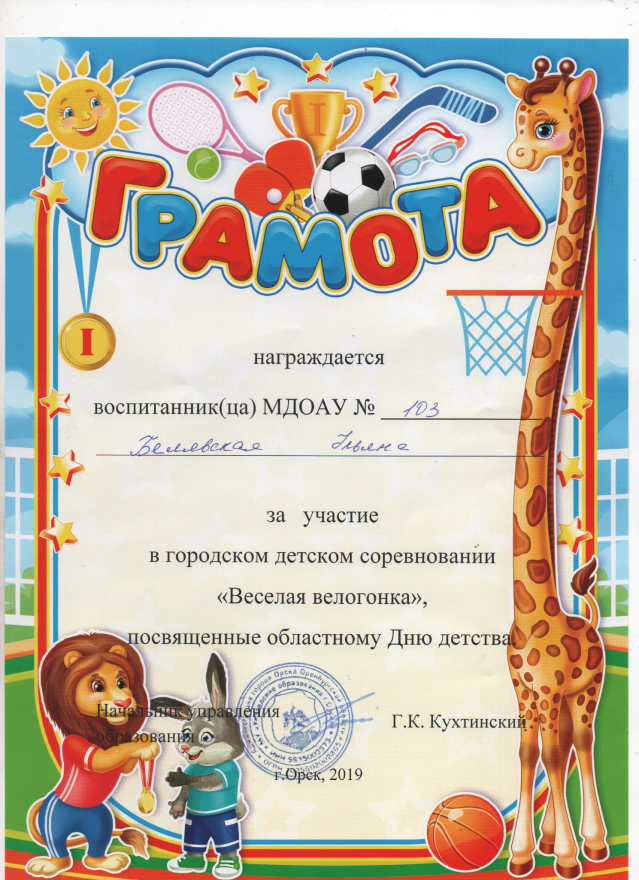 I
ГРАМОТА
I
награждается
воспитанник(ца) МДОАУ № 103
Белявская Ульяна
за участие
в городском детском соревновании
«Веселая велогонка»,
посвященные областному Дню детства.
Начальник управления
образования
Г.К. Кухтинский
г.Орск, 2019